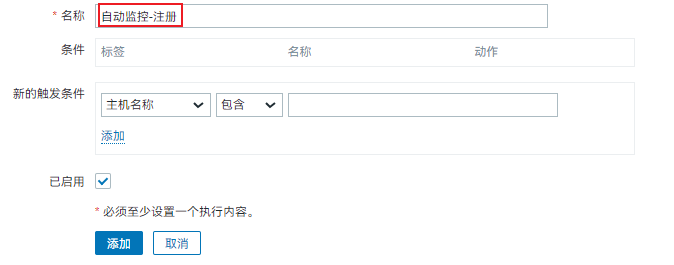 * 名称 自动监控-注册
条件 标签 名称 动作
新的触发条件 主机名称 包含
添加
已启用
* 必须至少设置一个执行内容。
添加 取消